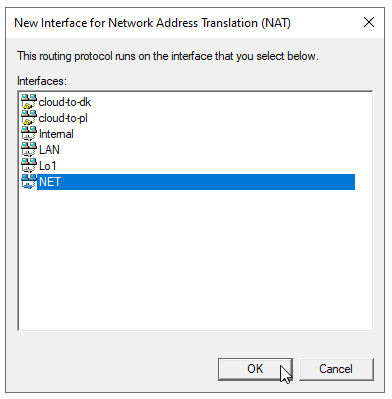 New Interface for Network Address Translation (NAT)
This routing protocol runs on the interface that you select below.
Interfaces:
cloud-to-dk
cloud-to-pl
Internal
LAN
Lo1
NET
OK Cancel